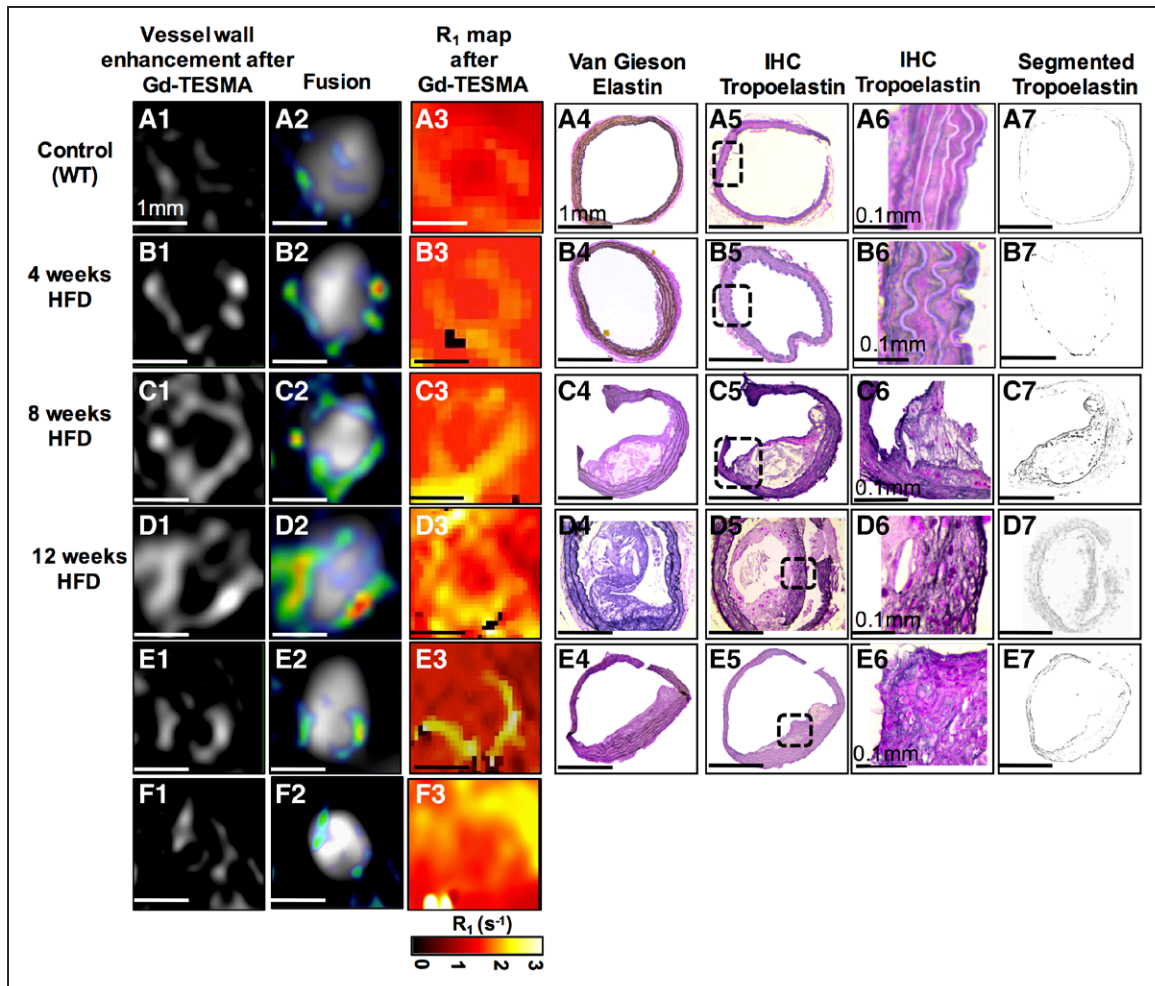 Vessel wall
enhancement after
Gd-TESMA
Fusion
R₁ map
after
Gd-TESMA
Van Gieson
Elastin
IHC
Tropoelastin
IHC
Tropoelastin
Segmented
Tropoelastin
Control
(WT)
A1
1mm
A2
A3
A4
1mm
A5
A6
0.1mm
A7
4 weeks
HFD
B1
B2
B3
B4
B5
B6
0.1mm
B7
8 weeks
HFD
C1
C2
C3
C4
C5
C6
0.1mm
C7
12 weeks
HFD
D1
D2
D3
D4
D5
D6
0.1mm
D7
E1
E2
E3
E4
E5
E6
0.1mm
E7
F1
F2
F3
R₁ (s⁻¹)
0 1 2 3